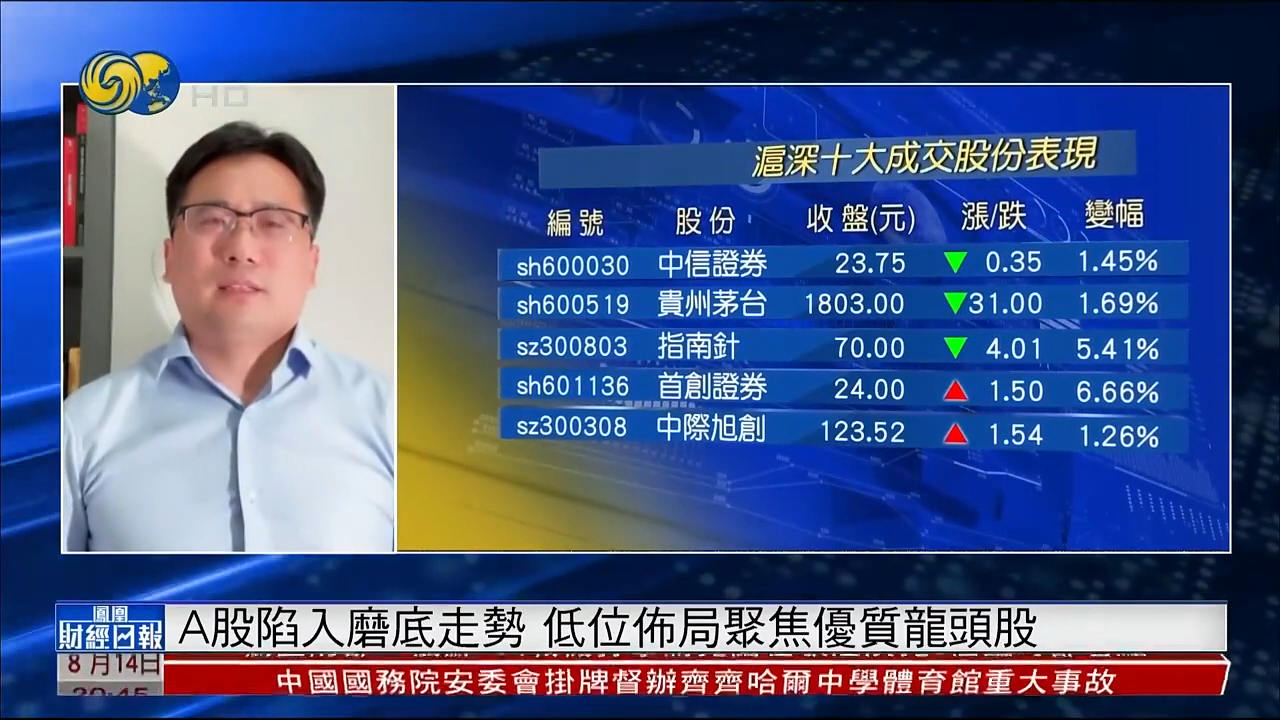 HD
滬深十大成交股份表現
編號 股份 收盤(元) 漲/跌 變幅
sh600030 中信證券 23.75 ▼ 0.35 1.45%
sh600519 貴州茅台 1803.00 ▼31.00 1.69%
sz300803 指南針 70.00 ▼ 4.01 5.41%
sh601136 首創證券 24.00 ▲ 1.50 6.66%
sz300308 中際旭創 123.52 ▲ 1.54 1.26%
鳳凰
財經日報
A股陷入磨底走勢 低位佈局聚焦優質龍頭股
8月14日
20:45
中國國務院安委會掛牌督辦齊齊哈爾中學體育館重大事故